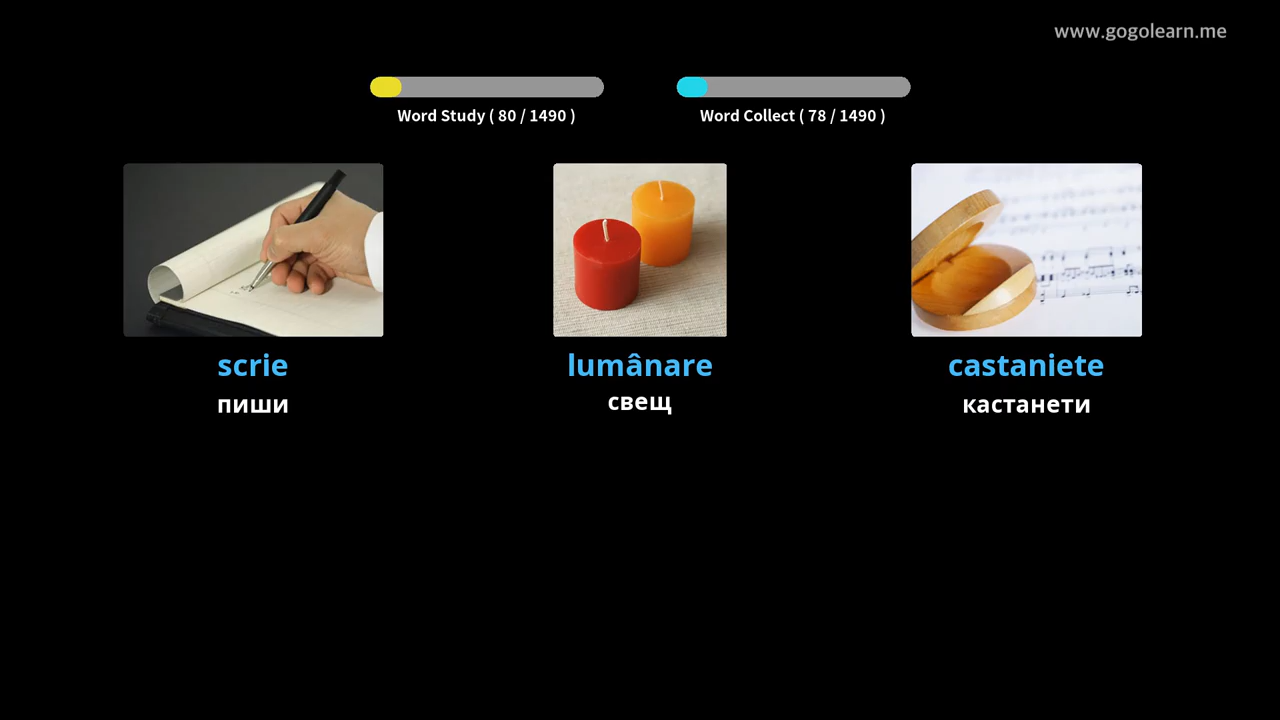 www.gogolearn.me
Word Study ( 80 / 1490 )
Word Collect ( 78 / 1490 )
scrie
lumânare
castaniete
пиши
свещ
кастанети